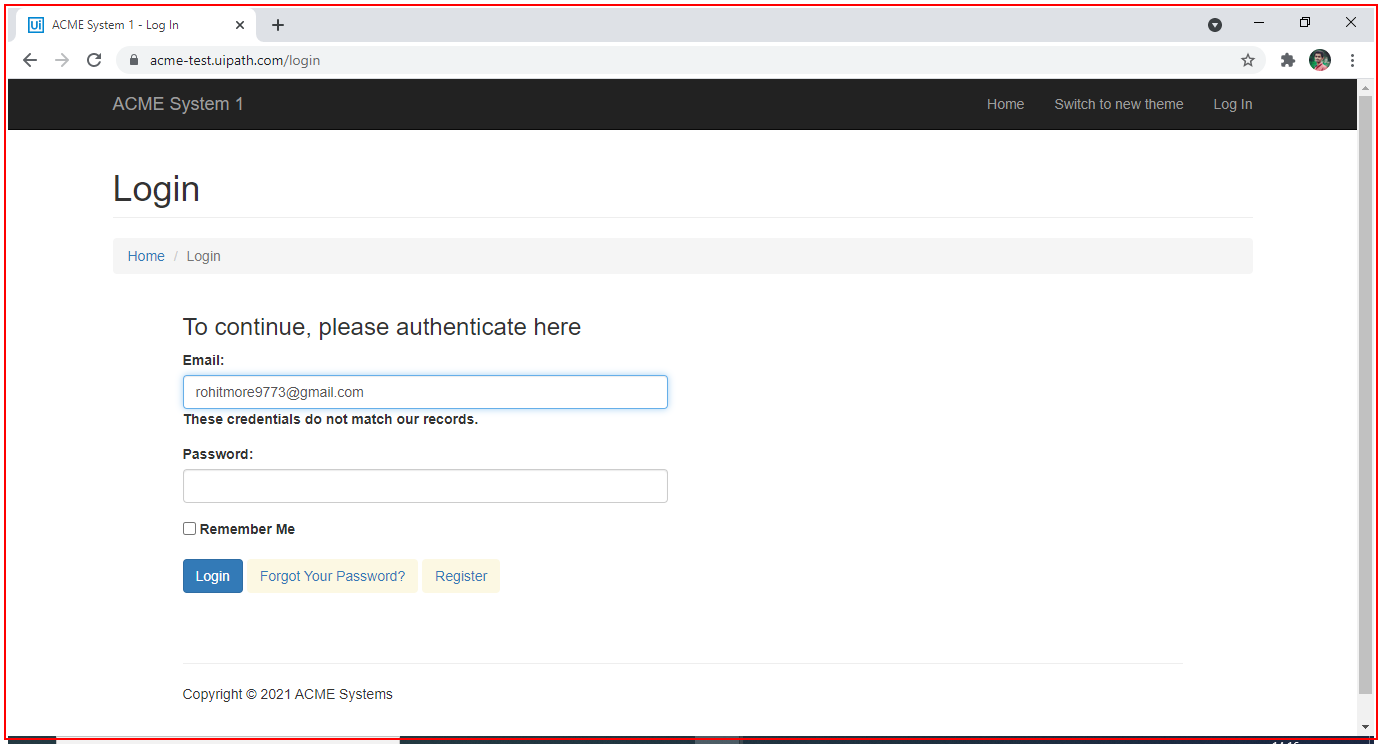 Ui ACME System 1 - Log In
acme-test.uipath.com/login
ACME System 1 Home Switch to new theme Log In
Login
Home / Login
To continue, please authenticate here
Email:
rohitmore9773@gmail.com
These credentials do not match our records.
Password:
Remember Me
Login Forgot Your Password? Register
Copyright © 2021 ACME Systems